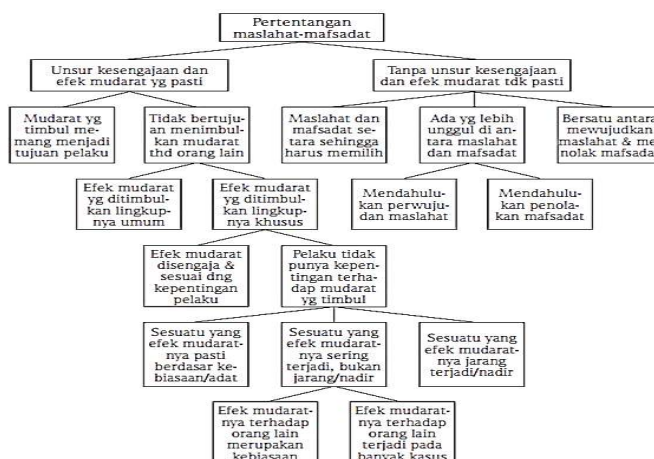 Pertentangan
maslahat-mafsadat
Unsur kesengajaan dan
efek mudarat yg pasti
Tanpa unsur kesengajaan
dan efek mudarat tdk pasti
Mudarat yg
timbul me-
mang menjadi
tujuan pelaku
Tidak bertuju-
an menimbul-
kan mudarat
thd orang lain
Maslahat dan
mafsadat se-
tara sehingga
harus memilih
Ada yg lebih
unggul di an-
tara maslahat
dan mafsadat
Bersatu antara
mewujudkan
maslahat & me
nolak mafsadat
Efek mudarat
yg ditimbul-
kan lingkup-
nya umum
Efek mudarat
yg ditimbul-
kan lingkup-
nya khusus
Mendahulu-
kan perwuju-
dan maslahat
Mendahulu-
kan penola-
kan mafsadat
Efek mudarat
disengaja &
sesuai dng
kepentingan
pelaku
Pelaku tidak
punya kepen-
tingan terha-
dap mudarat
yg timbul
Sesuatu yang
efek mudarat-
nya pasti
berdasar ke-
biasaan/adat
Sesuatu yang
efek mudarat-
nya sering
terjadi, bukan
jarang/nadir
Sesuatu yang
efek mudarat-
nya jarang
terjadi/nadir
Efek mudarat-
nya terhadap
orang lain
merupakan
kebiasaan
Efek mudarat-
nya terhadap
orang lain
terjadi pada
banyak kasus